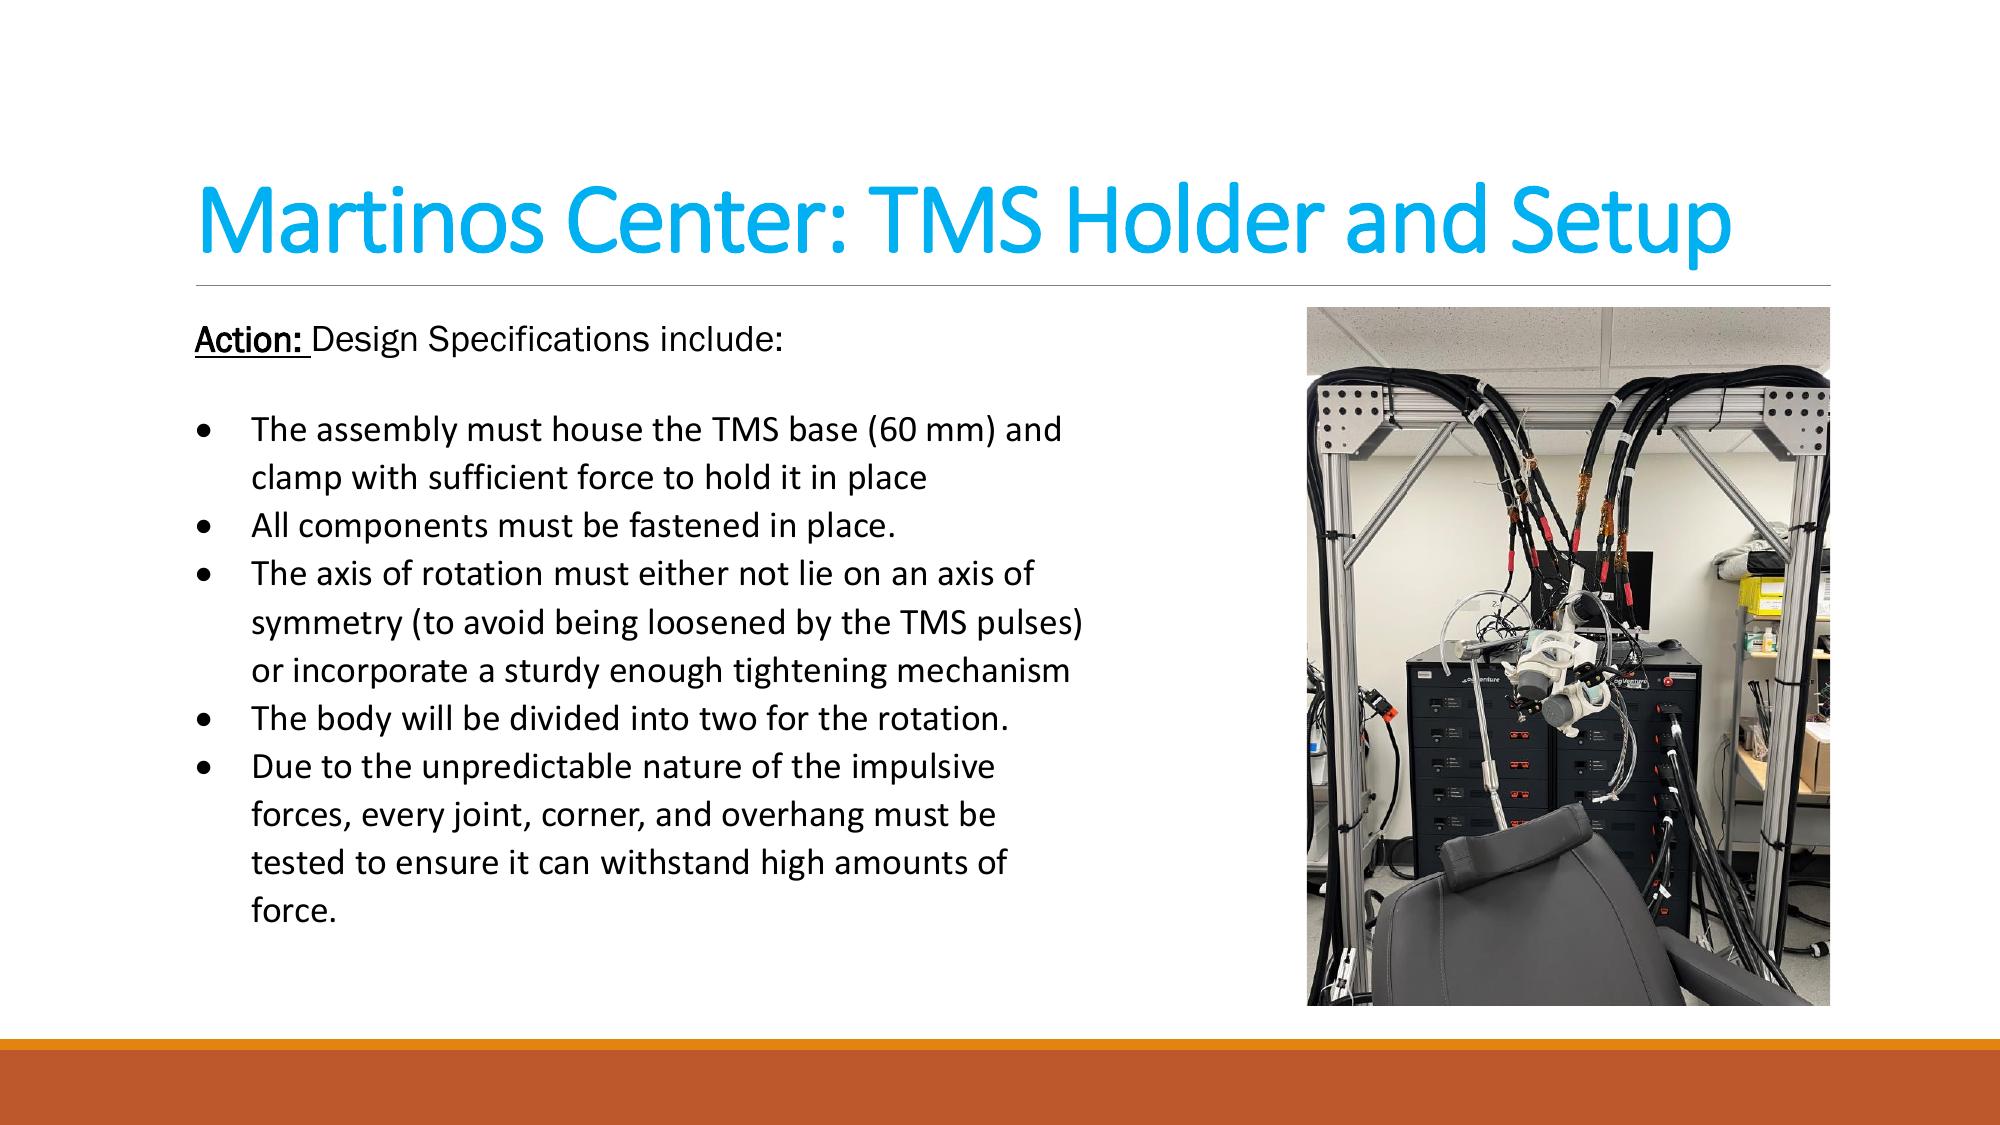 Martinos Center: TMS Holder and Setup
Action: Design Specifications include:
• The assembly must house the TMS base (60 mm) and
clamp with sufficient force to hold it in place
• All components must be fastened in place.
• The axis of rotation must either not lie on an axis of
symmetry (to avoid being loosened by the TMS pulses)
or incorporate a sturdy enough tightening mechanism
• The body will be divided into two for the rotation.
• Due to the unpredictable nature of the impulsive
forces, every joint, corner, and overhang must be
tested to ensure it can withstand high amounts of
force.